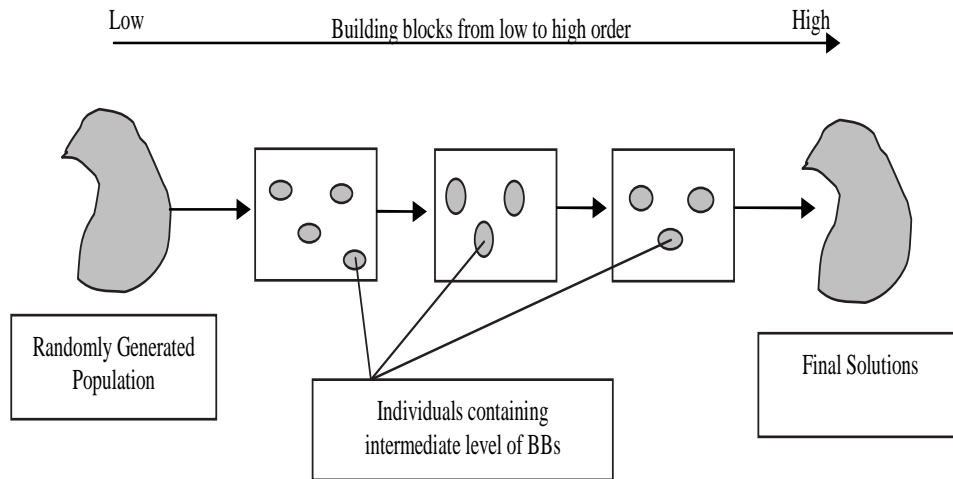 Low
Building blocks from low to high order
High
Randomly Generated
Population
Individuals containing
intermediate level of BBs
Final Solutions